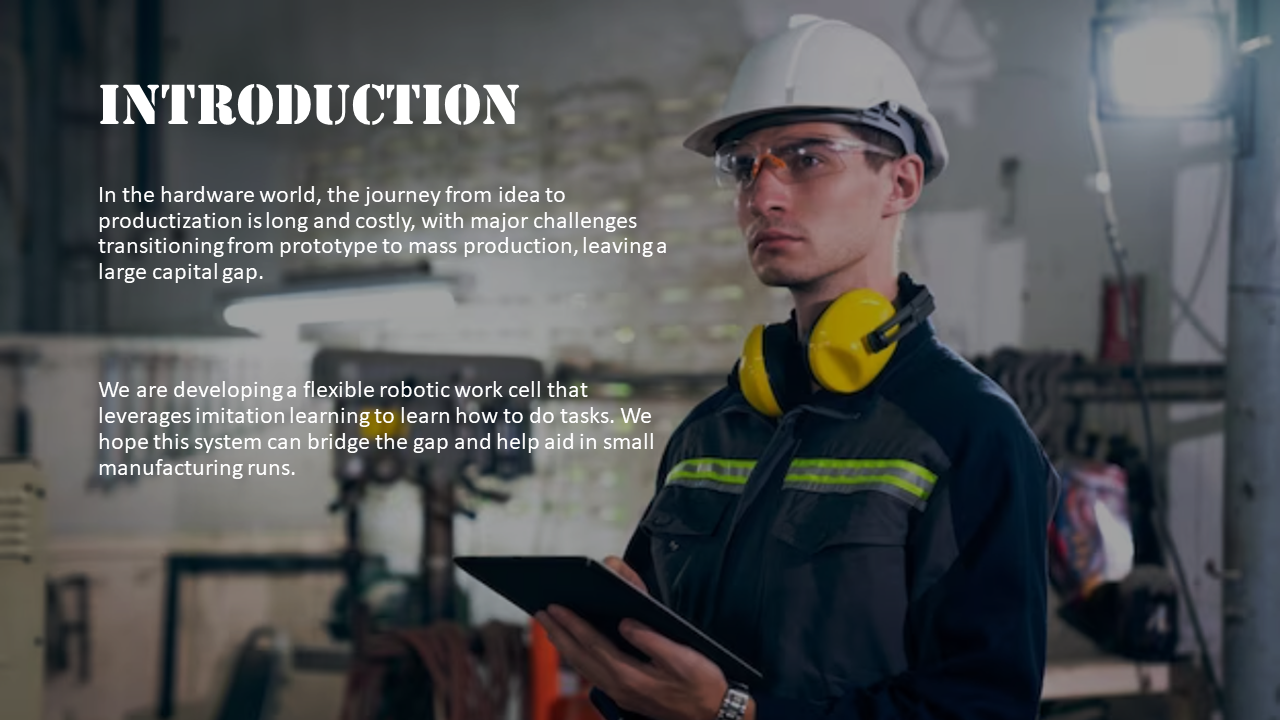 INTRODUCTION
In the hardware world, the journey from idea to
productization is long and costly, with major challenges
transitioning from prototype to mass production, leaving a
large capital gap.
We are developing a flexible robotic work cell that
leverages imitation learning to learn how to do tasks. We
hope this system can bridge the gap and help aid in small
manufacturing runs.